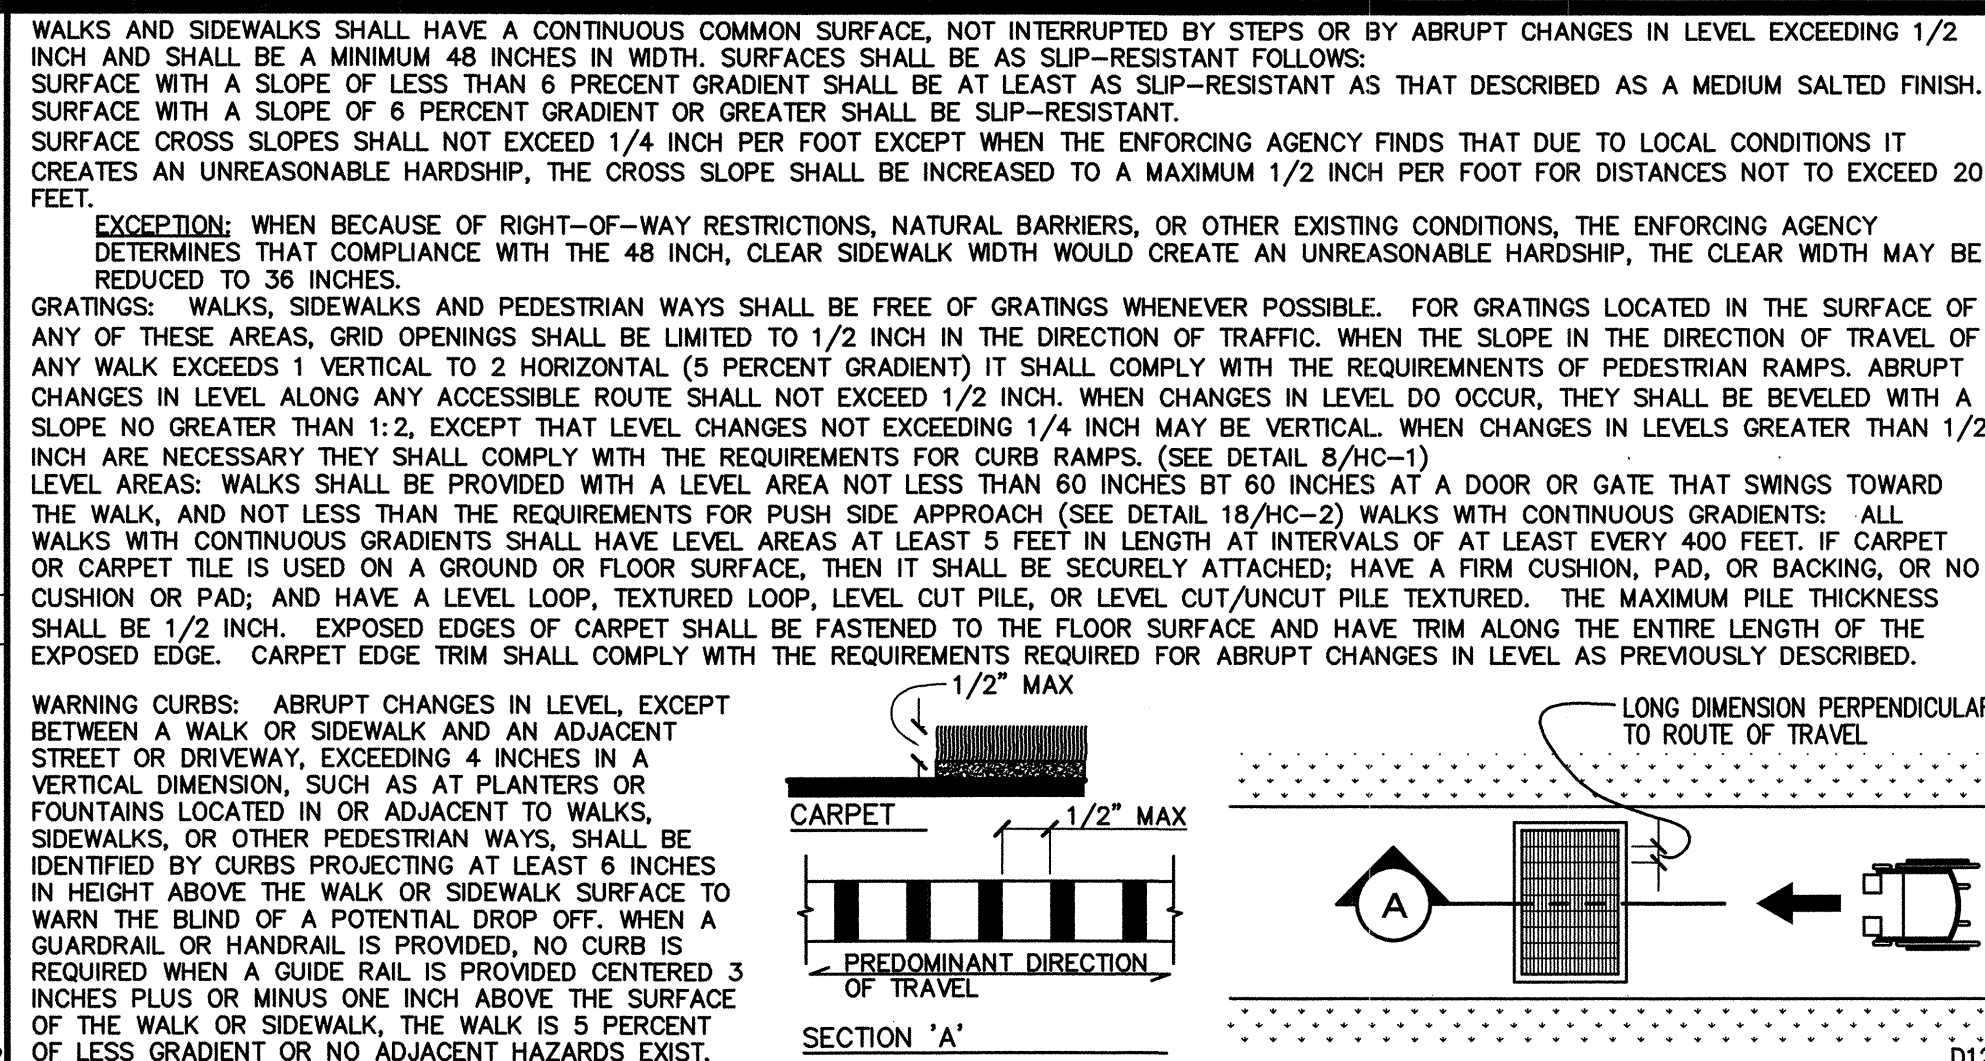 WALKS AND SIDEWALKS SHALL HAVE A CONTINUOUS COMMON SURFACE, NOT INTERRUPTED BY STEPS OR BY ABRUPT CHANGES IN LEVEL EXCEEDING 1/2
INCH AND SHALL BE A MINIMUM 48 INCHES IN WIDTH. SURFACES SHALL BE AS SLIP-RESISTANT FOLLOWS:
SURFACE WITH A SLOPE OF LESS THAN 6 PRECENT GRADIENT SHALL BE AT LEAST AS SLIP-RESISTANT AS THAT DESCRIBED AS A MEDIUM SALTED FINISH.
SURFACE WITH A SLOPE OF 6 PERCENT GRADIENT OR GREATER SHALL BE SLIP-RESISTANT.
SURFACE CROSS SLOPES SHALL NOT EXCEED 1/4 INCH PER FOOT EXCEPT WHEN THE ENFORCING AGENCY FINDS THAT DUE TO LOCAL CONDITIONS IT
CREATES AN UNREASONABLE HARDSHIP, THE CROSS SLOPE SHALL BE INCREASED TO A MAXIMUM 1/2 INCH PER FOOT FOR DISTANCES NOT TO EXCEED 20
FEET.
EXCEPTION: WHEN BECAUSE OF RIGHT-OF-WAY RESTRICTIONS, NATURAL BARRIERS, OR OTHER EXISTING CONDITIONS, THE ENFORCING AGENCY
DETERMINES THAT COMPLIANCE WITH THE 48 INCH, CLEAR SIDEWALK WIDTH WOULD CREATE AN UNREASONABLE HARDSHIP, THE CLEAR WIDTH MAY BE
REDUCED TO 36 INCHES.
GRATINGS: WALKS, SIDEWALKS AND PEDESTRIAN WAYS SHALL BE FREE OF GRATINGS WHENEVER POSSIBLE. FOR GRATINGS LOCATED IN THE SURFACE OF
ANY OF THESE AREAS, GRID OPENINGS SHALL BE LIMITED TO 1/2 INCH IN THE DIRECTION OF TRAFFIC. WHEN THE SLOPE IN THE DIRECTION OF TRAVEL OF
ANY WALK EXCEEDS 1 VERTICAL TO 2 HORIZONTAL (5 PERCENT GRADIENT) IT SHALL COMPLY WITH THE REQUIREMNENTS OF PEDESTRIAN RAMPS. ABRUPT
CHANGES IN LEVEL ALONG ANY ACCESSIBLE ROUTE SHALL NOT EXCEED 1/2 INCH. WHEN CHANGES IN LEVEL DO OCCUR, THEY SHALL BE BEVELED WITH A
SLOPE NO GREATER THAN 1:2, EXCEPT THAT LEVEL CHANGES NOT EXCEEDING 1/4 INCH MAY BE VERTICAL. WHEN CHANGES IN LEVELS GREATER THAN 1/2
INCH ARE NECESSARY THEY SHALL COMPLY WITH THE REQUIREMENTS FOR CURB RAMPS. (SEE DETAIL 8/HC-1)
LEVEL AREAS: WALKS SHALL BE PROVIDED WITH A LEVEL AREA NOT LESS THAN 60 INCHES BT 60 INCHES AT A DOOR OR GATE THAT SWINGS TOWARD
THE WALK, AND NOT LESS THAN THE REQUIREMENTS FOR PUSH SIDE APPROACH (SEE DETAIL 18/HC-2) WALKS WITH CONTINUOUS GRADIENTS: ALL
WALKS WITH CONTINUOUS GRADIENTS SHALL HAVE LEVEL AREAS AT LEAST 5 FEET IN LENGTH AT INTERVALS OF AT LEAST EVERY 400 FEET. IF CARPET
OR CARPET TILE IS USED ON A GROUND OR FLOOR SURFACE, THEN IT SHALL BE SECURELY ATTACHED; HAVE A FIRM CUSHION, PAD, OR BACKING, OR NO
CUSHION OR PAD; AND HAVE A LEVEL LOOP, TEXTURED LOOP, LEVEL CUT PILE, OR LEVEL CUT/UNCUT PILE TEXTURED. THE MAXIMUM PILE THICKNESS
SHALL BE 1/2 INCH. EXPOSED EDGES OF CARPET SHALL BE FASTENED TO THE FLOOR SURFACE AND HAVE TRIM ALONG THE ENTIRE LENGTH OF THE
EXPOSED EDGE. CARPET EDGE TRIM SHALL COMPLY WITH THE REQUIREMENTS REQUIRED FOR ABRUPT CHANGES IN LEVEL AS PREVIOUSLY DESCRIBED.
WARNING CURBS: ABRUPT CHANGES IN LEVEL, EXCEPT
BETWEEN A WALK OR SIDEWALK AND AN ADJACENT
STREET OR DRIVEWAY, EXCEEDING 4 INCHES IN A
VERTICAL DIMENSION, SUCH AS AT PLANTERS OR
FOUNTAINS LOCATED IN OR ADJACENT TO WALKS,
SIDEWALKS, OR OTHER PEDESTRIAN WAYS, SHALL BE
IDENTIFIED BY CURBS PROJECTING AT LEAST 6 INCHES
IN HEIGHT ABOVE THE WALK OR SIDEWALK SURFACE TO
WARN THE BLIND OF A POTENTIAL DROP OFF. WHEN A
GUARDRAIL OR HANDRAIL IS PROVIDED, NO CURB IS
REQUIRED WHEN A GUIDE RAIL IS PROVIDED CENTERED 3
INCHES PLUS OR MINUS ONE INCH ABOVE THE SURFACE
OF THE WALK OR SIDEWALK, THE WALK IS 5 PERCENT
OF LESS GRADIENT OR NO ADJACENT HAZARDS EXIST.
1/2" MAX
CARPET
1/2" MAX
PREDOMINANT DIRECTION
OF TRAVEL
SECTION 'A'
LONG DIMENSION PERPENDICULAR
TO ROUTE OF TRAVEL
A